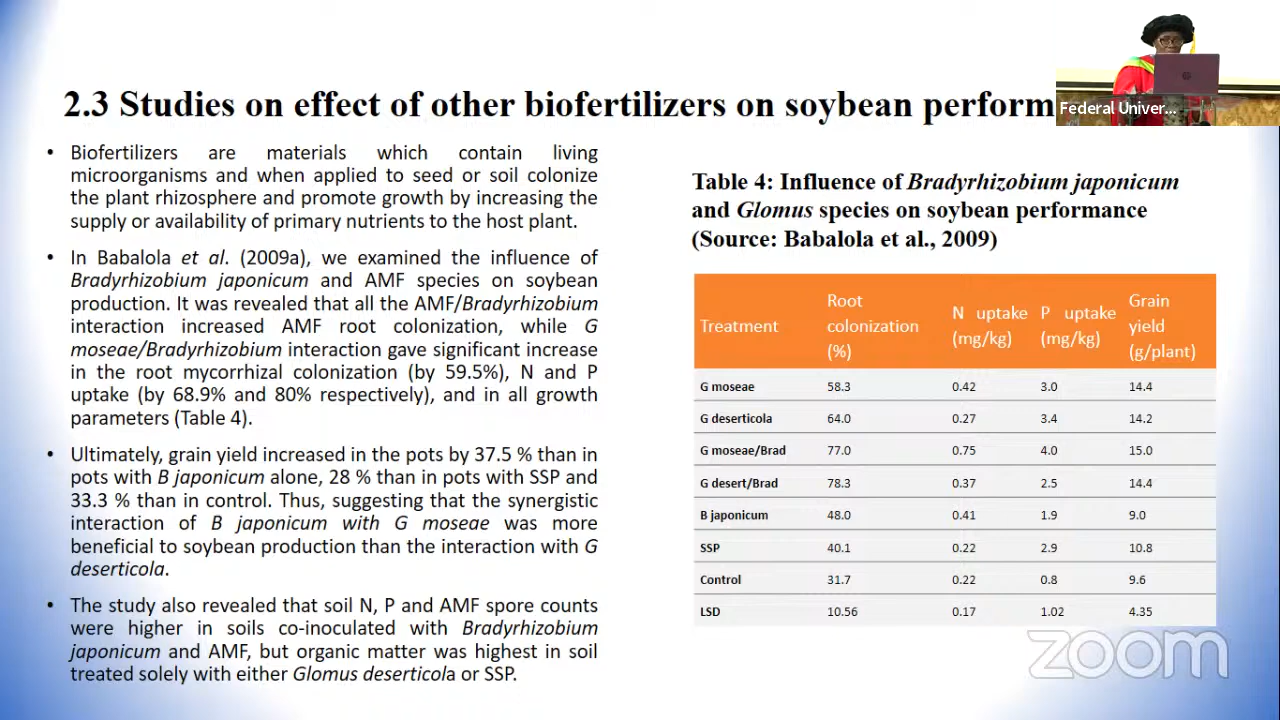 2.3 Studies on effect of other biofertilizers on soybean perform
Federal Univer...
• Biofertilizers are materials which contain living
microorganisms and when applied to seed or soil colonize
the plant rhizosphere and promote growth by increasing the
supply or availability of primary nutrients to the host plant.
• In Babalola et al. (2009a), we examined the influence of
Bradyrhizobium japonicum and AMF species on soybean
production. It was revealed that all the AMF/Bradyrhizobium
interaction increased AMF root colonization, while G
moseae/Bradyrhizobium interaction gave significant increase
in the root mycorrhizal colonization (by 59.5%), N and P
uptake (by 68.9% and 80% respectively), and in all growth
parameters (Table 4).
• Ultimately, grain yield increased in the pots by 37.5 % than in
pots with B japonicum alone, 28 % than in pots with SSP and
33.3 % than in control. Thus, suggesting that the synergistic
interaction of B japonicum with G moseae was more
beneficial to soybean production than the interaction with G
deserticola.
• The study also revealed that soil N, P and AMF spore counts
were higher in soils co-inoculated with Bradyrhizobium
japonicum and AMF, but organic matter was highest in soil
treated solely with either Glomus deserticola or SSP.
Table 4: Influence of Bradyrhizobium japonicum
and Glomus species on soybean performance
(Source: Babalola et al., 2009)
Treatment Root colonization (%) N uptake (mg/kg) P uptake (mg/kg) Grain yield (g/plant)
G moseae 58.3 0.42 3.0 14.4
G deserticola 64.0 0.27 3.4 14.2
G moseae/Brad 77.0 0.75 4.0 15.0
G desert/Brad 78.3 0.37 2.5 14.4
B japonicum 48.0 0.41 1.9 9.0
SSP 40.1 0.22 2.9 10.8
Control 31.7 0.22 0.8 9.6
LSD 10.56 0.17 1.02 4.35
zoom